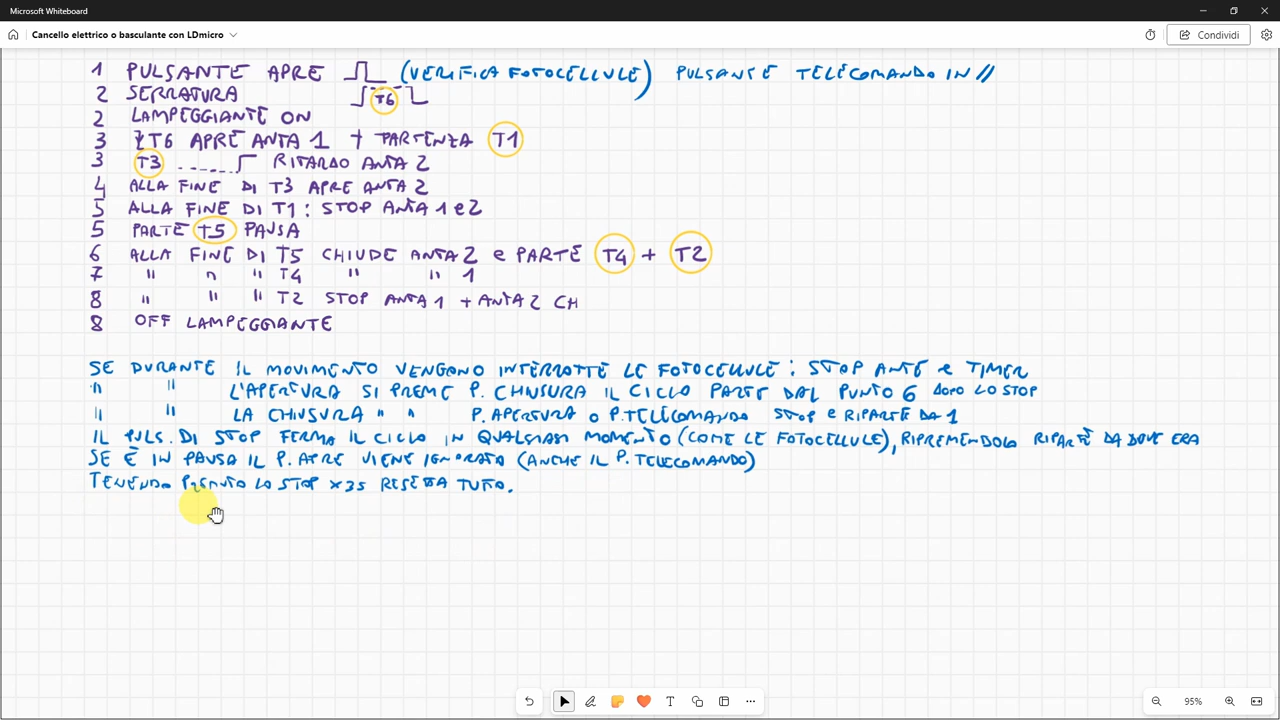 Microsoft Whiteboard
Cancello elettrico o basculante con LDmicro
Condividi
1 PULSANTE APRE (VERIFICA FOTOCELLULE) PULSANTE TELECOMANDO IN //
2 SERRATURA T6
2 LAMPEGGIANTE ON
3 T6 APRE ANTA 1 + PARTENZA T1
3 T3 ...... RITARDO ANTA 2
4 ALLA FINE DI T3 APRE ANTA 2
5 ALLA FINE DI T1 : STOP ANTA 1 e 2
5 PARTE T5 PAUSA
6 ALLA FINE DI T5 CHIUDE ANTA 2 e PARTE T4 + T2
7 " " " T4 " " 1
8 " " " T2 STOP ANTA 1 + ANTA 2 CH
8 OFF LAMPEGGIANTE
SE DURANTE IL MOVIMENTO VENGONO INTERROTTE LE FOTOCELLULE : STOP ANTE e TIMER
" " L'APERTURA SI PREME P. CHIUSURA IL CICLO PARTE DAL PUNTO 6 DOPO LO STOP
" " LA CHIUSURA " " P. APERTURA O P.TELECOMANDO STOP e RIPARTE DA 1
IL PULS. DI STOP FERMA IL CICLO IN QUALSIASI MOMENTO (COME LE FOTOCELLULE), RIPREMENDOLO RIPARTE DA DOVE ERA
SE È IN PAUSA IL P. APRE VIENE IGNORATO (ANCHE IL P. TELECOMANDO)
TENENDO PREMUTO LO STOP x 3s RESETTA TUTTO.
95%